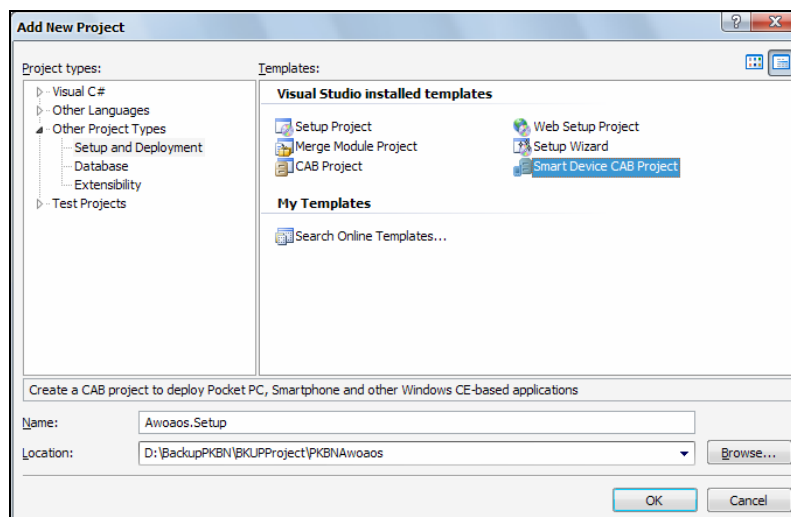 Add New Project
Project types:
Templates:
Visual C#
Other Languages
Other Project Types
Setup and Deployment
Database
Extensibility
Test Projects
Visual Studio installed templates
Setup Project
Web Setup Project
Merge Module Project
Setup Wizard
CAB Project
Smart Device CAB Project
My Templates
Search Online Templates...
Create a CAB project to deploy Pocket PC, Smartphone and other Windows CE-based applications
Name:
Awoaos.Setup
Location:
D:\BackupPKBN\BKUPProject\PKBNAwoaos
Browse...
OK
Cancel